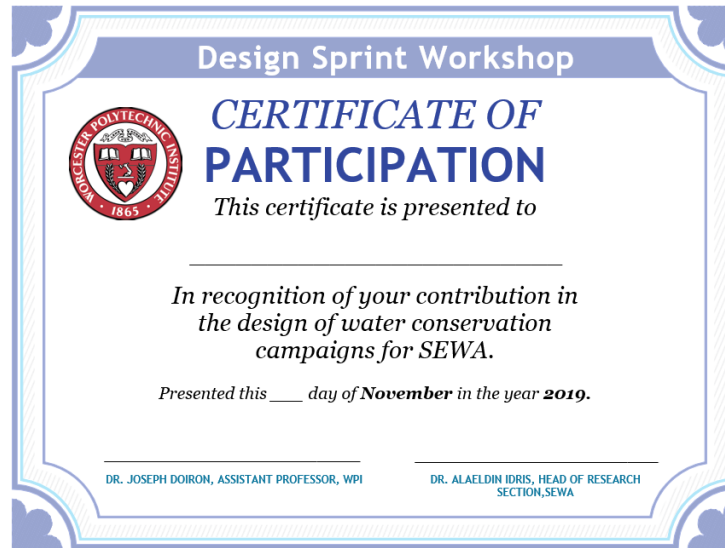 Design Sprint Workshop
CERTIFICATE OF
PARTICIPATION
WORCESTER POLYTECHNIC INSTITUTE
1865
This certificate is presented to
In recognition of your contribution in
the design of water conservation
campaigns for SEWA.
Presented this ___ day of November in the year 2019.
DR. JOSEPH DOIRON, ASSISTANT PROFESSOR, WPI
DR. ALAELDIN IDRIS, HEAD OF RESEARCH
SECTION,SEWA